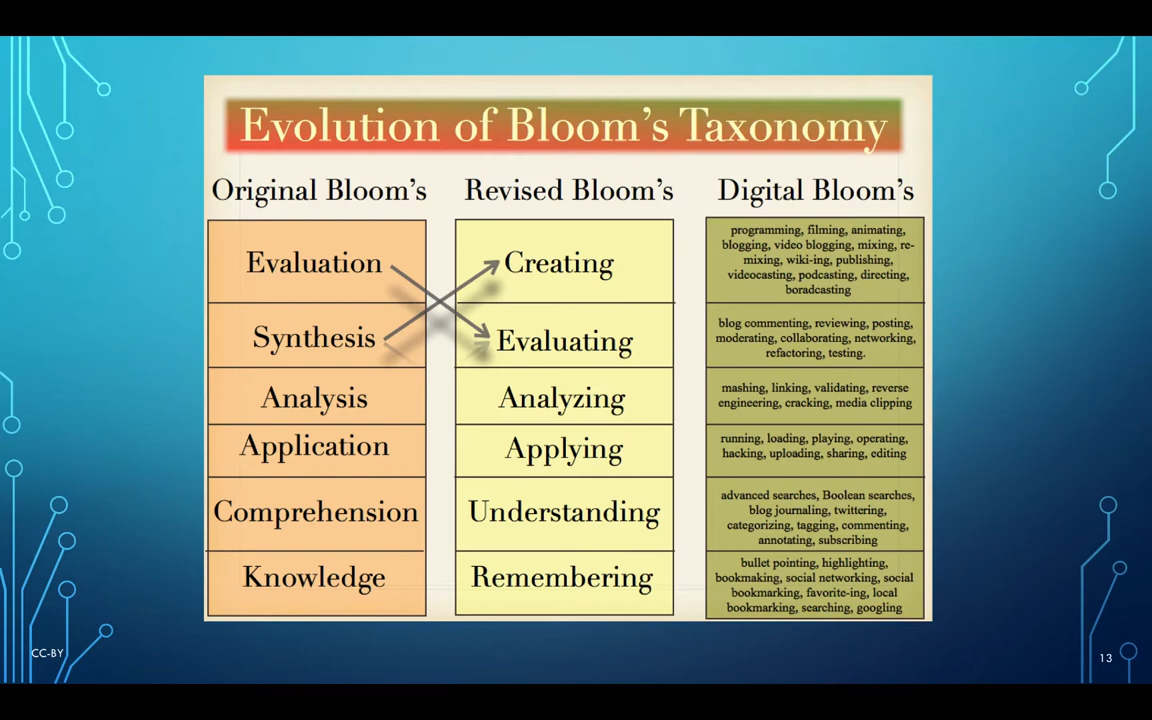 Evolution of Bloom's Taxonomy
Original Bloom's
Revised Bloom's
Digital Bloom's
Evaluation
Creating
programming, filming, animating,
blogging, video blogging, mixing, re-
mixing, wiki-ing, publishing,
videocasting, podcasting, directing,
boradcasting
Synthesis
Evaluating
blog commenting, reviewing, posting,
moderating, collaborating, networking,
refactoring, testing.
Analysis
Analyzing
mashing, linking, validating, reverse
engineering, cracking, media clipping
Application
Applying
running, loading, playing, operating,
hacking, uploading, sharing, editing
Comprehension
Understanding
advanced searches, Boolean searches,
blog journaling, twittering,
categorizing, tagging, commenting,
annotating, subscribing
Knowledge
Remembering
bullet pointing, highlighting,
bookmaking, social networking, social
bookmarking, favorite-ing, local
bookmarking, searching, googling
CC-BY
13